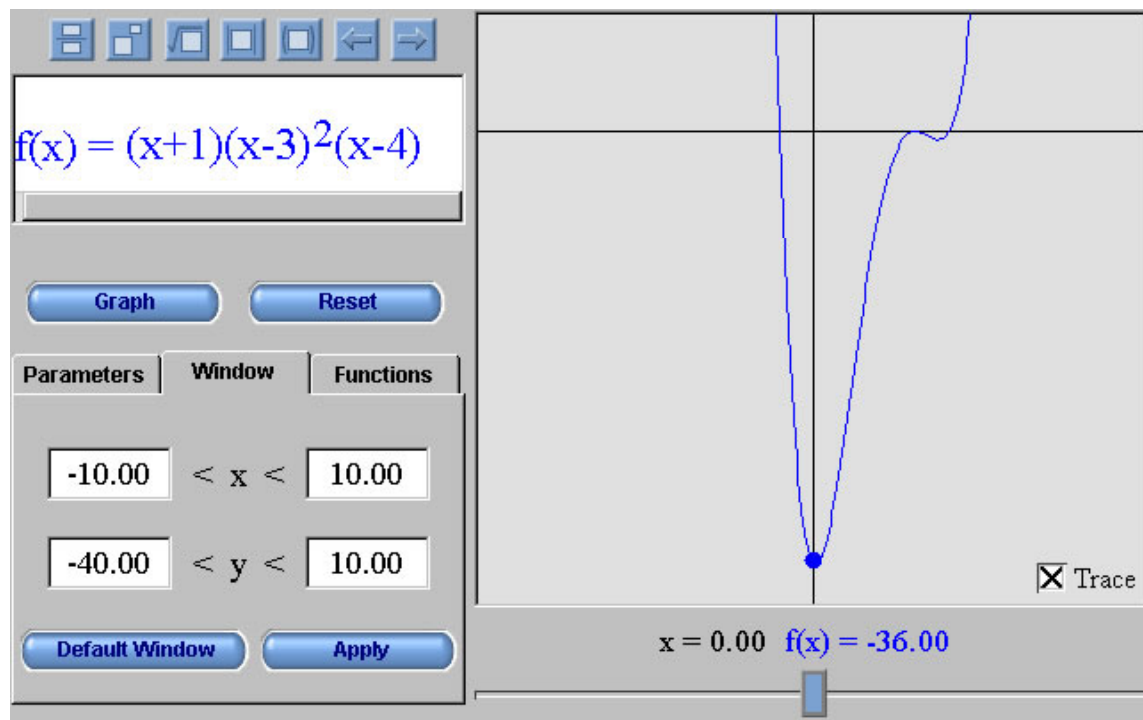 f(x) = (x+1)(x-3)²(x-4)
Graph Reset
Parameters Window Functions
-10.00 < x < 10.00
-40.00 < y < 10.00
Default Window Apply
Trace
x = 0.00 f(x) = -36.00